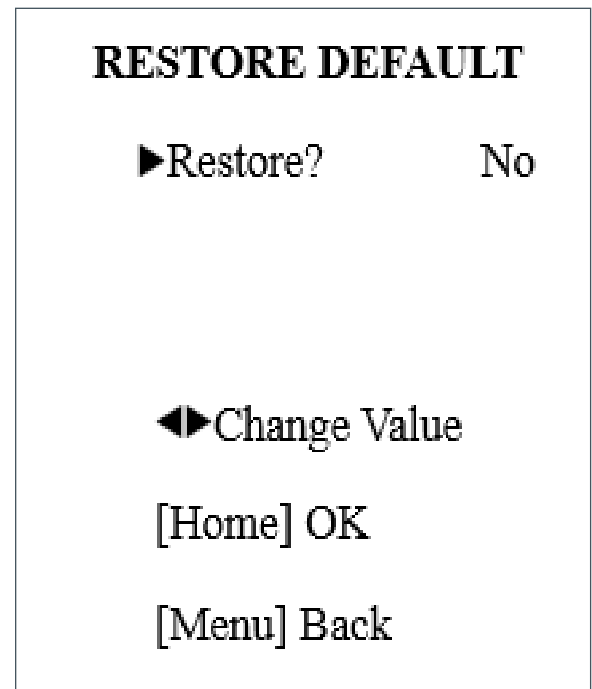 RESTORE DEFAULT
▶Restore? No
◀▶Change Value
[Home] OK
[Menu] Back